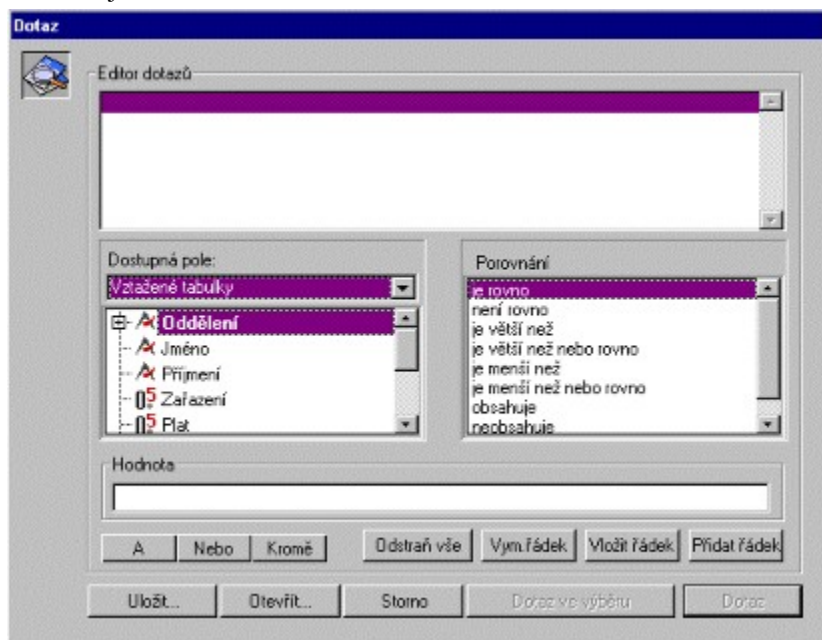 Dotaz
Editor dotazů
Dostupná pole:
Vztažené tabulky
Oddělení
Jméno
Příjmení
Zařazení
Plat
Porovnání
je rovno
není rovno
je větší než
je větší než nebo rovno
je menší než
je menší než nebo rovno
obsahuje
neobsahuje
Hodnota
A Nebo Kromě Odstraň vše Vym.řádek Vložit řádek Přidat řádek
Uložit... Otevřít... Storno Dotaz ve výběru Dotaz